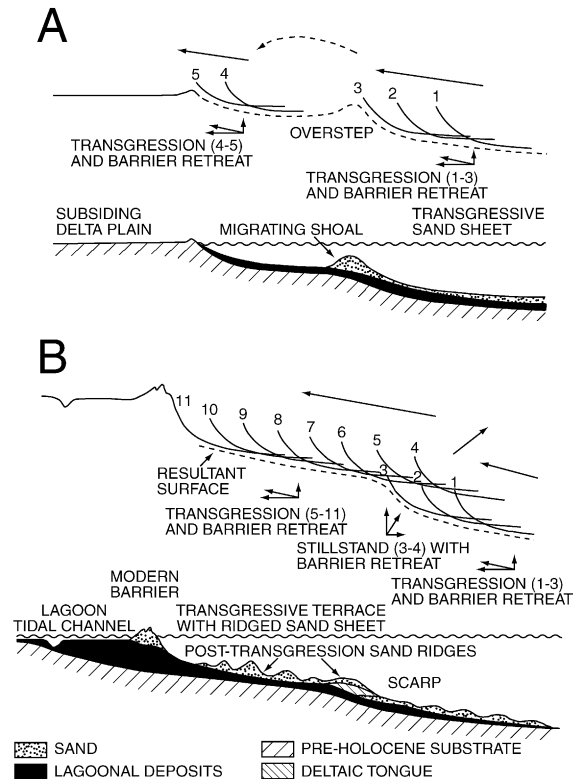 A
5 4
3 2 1
OVERSTEP
TRANSGRESSION (4-5)
AND BARRIER RETREAT
TRANSGRESSION (1-3)
AND BARRIER RETREAT
SUBSIDING
DELTA PLAIN
MIGRATING SHOAL
TRANSGRESSIVE
SAND SHEET
B
11 10 9 8 7 6 5 4
3 2 1
RESULTANT
SURFACE
TRANSGRESSION (5-11)
AND BARRIER RETREAT
STILLSTAND (3-4) WITH
BARRIER RETREAT
TRANSGRESSION (1-3)
AND BARRIER RETREAT
MODERN
BARRIER
LAGOON
TIDAL CHANNEL
TRANSGRESSIVE TERRACE
WITH RIDGED SAND SHEET
POST-TRANSGRESSION SAND RIDGES
SCARP
SAND
PRE-HOLOCENE SUBSTRATE
LAGOONAL DEPOSITS
DELTAIC TONGUE